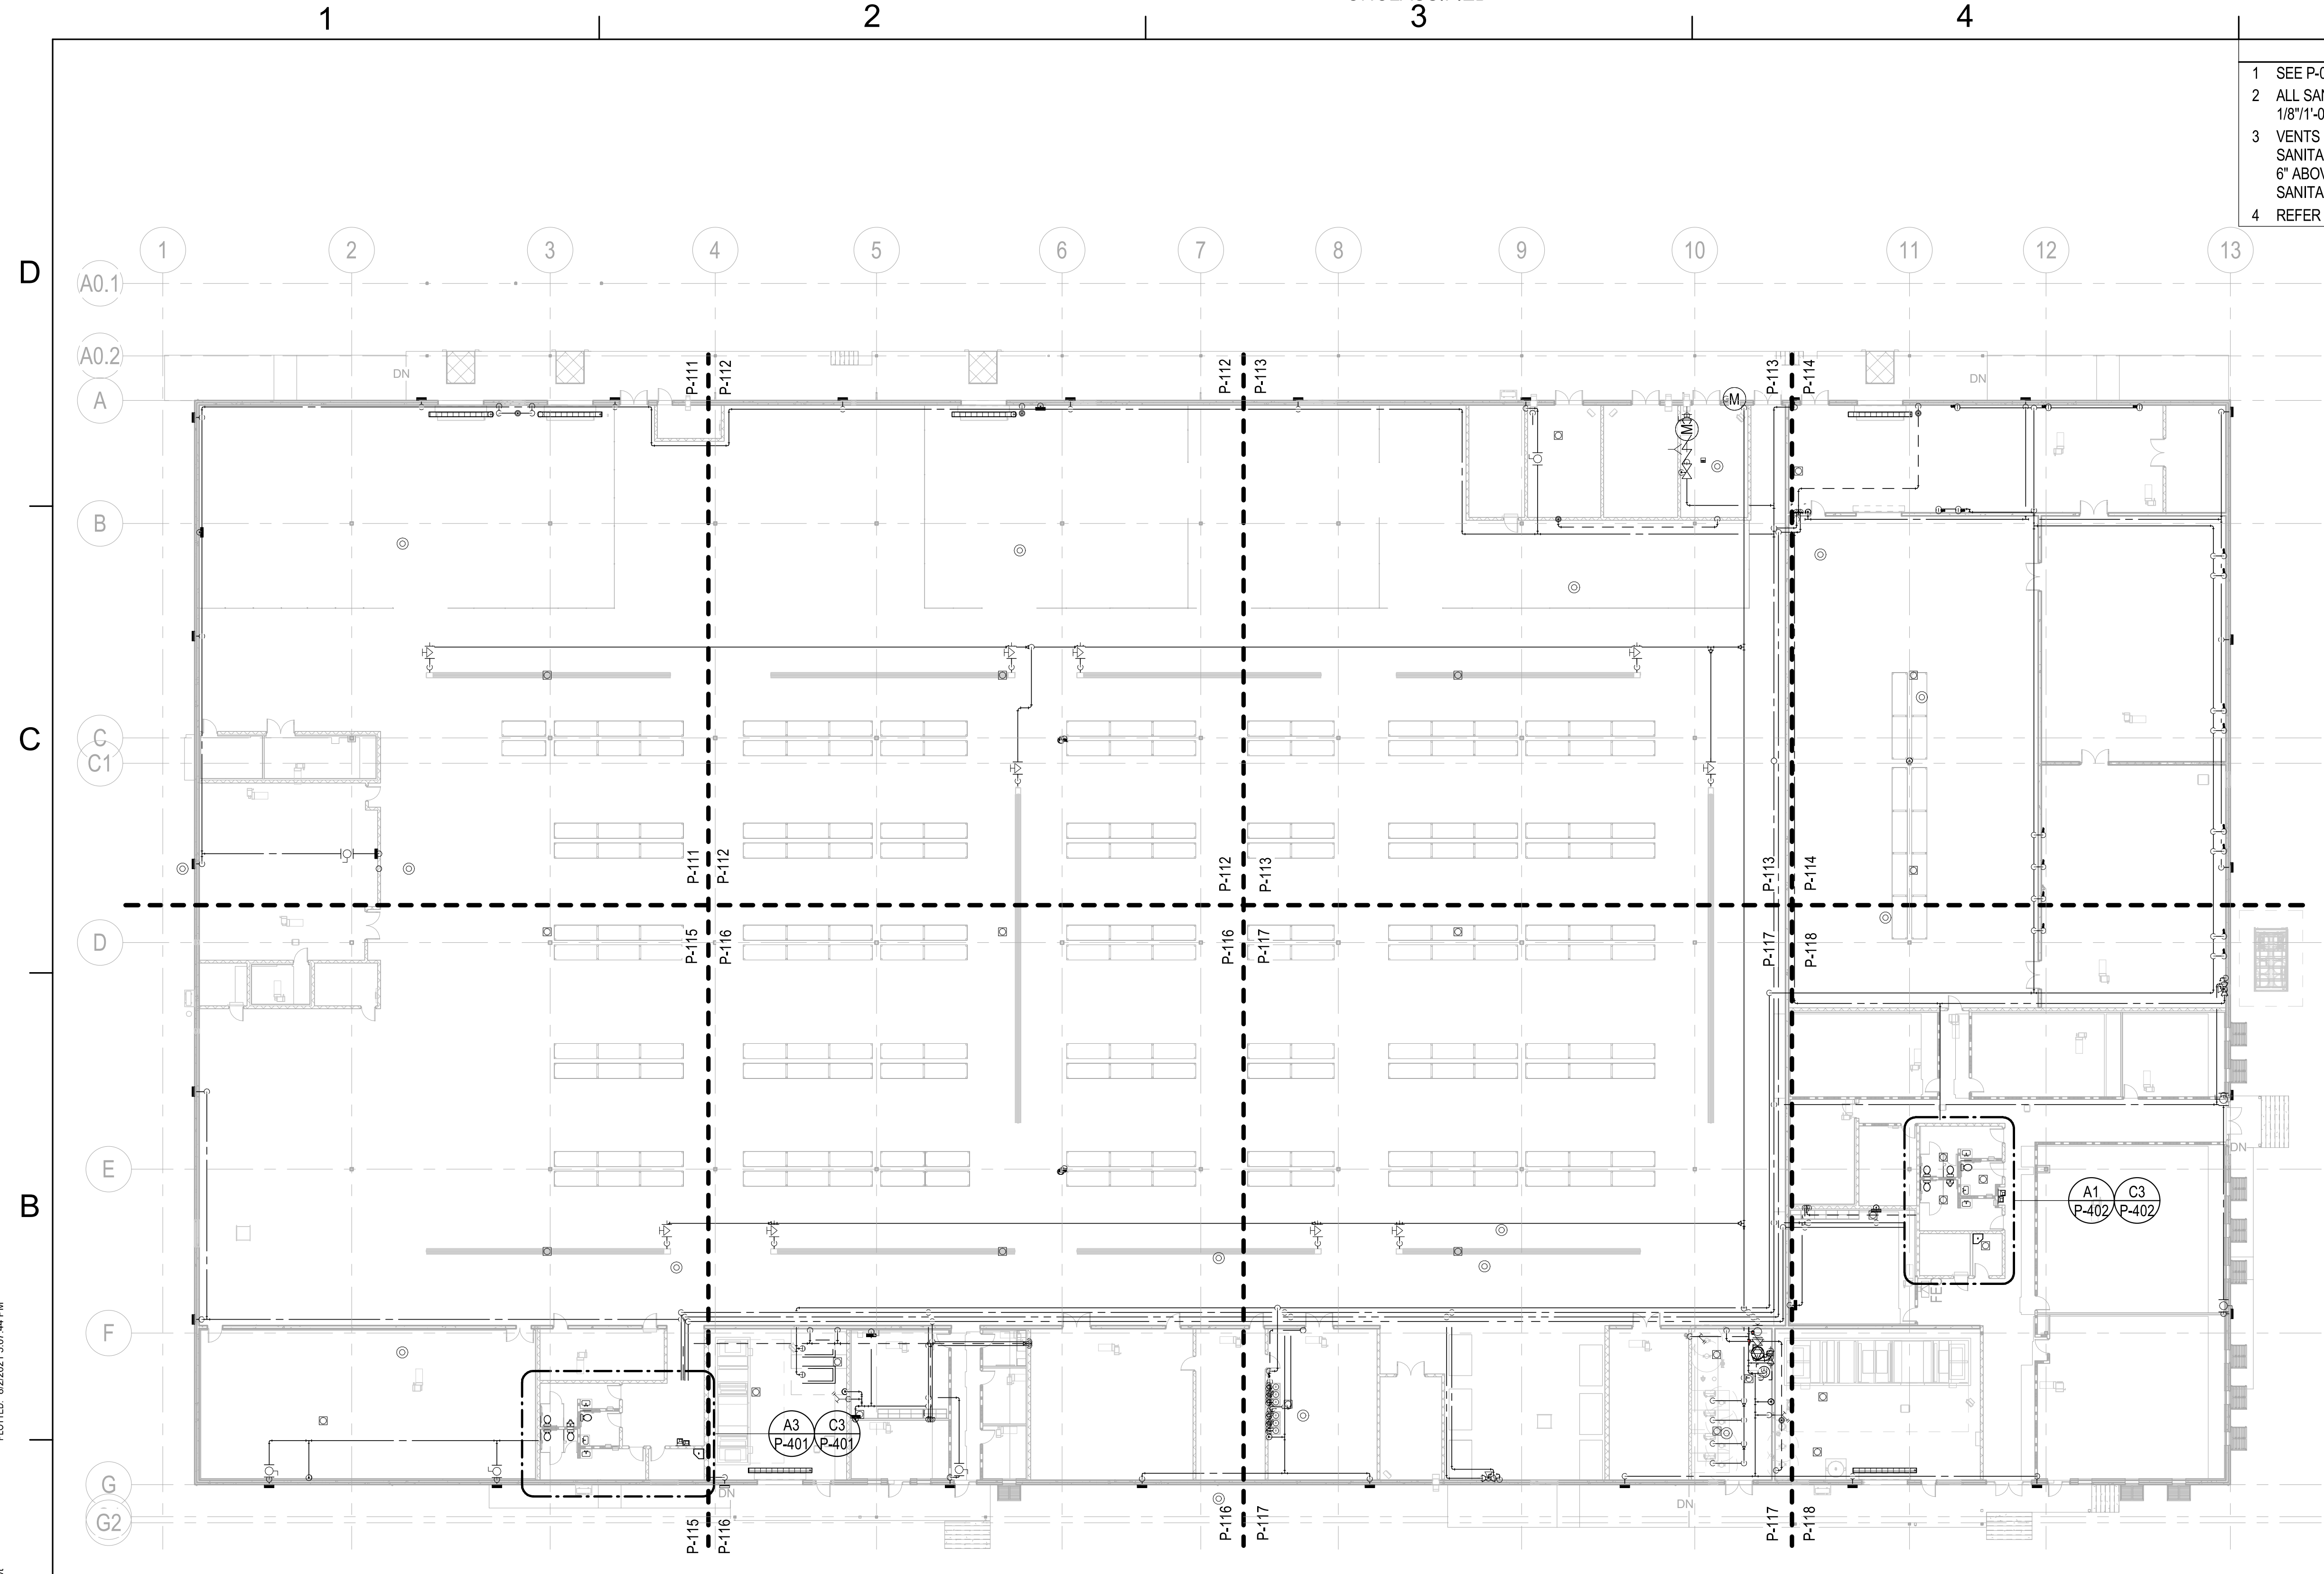 1 2 3 4
1 SEE P-0
2 ALL SAN
1/8"/1'-0
3 VENTS
SANITA
6" ABOV
SANITA
4 REFER
1 2 3 4 5 6 7 8 9 10 11 12 13
D
A0.1
A0.2
P-111 P-112 P-112 P-113 P-113 P-114
DN DN
A
M
M
B
C
C
C1
P-111 P-112 P-112 P-113 P-113 P-114
D
P-115 P-116 P-116 P-117 P-117 P-118
DN
E
B
A1 C3
P-402 P-402
F
FEC
A3 C3
P-401 P-401
G
DN DN
G2
P-115 P-116 P-116 P-117 P-117 P-118